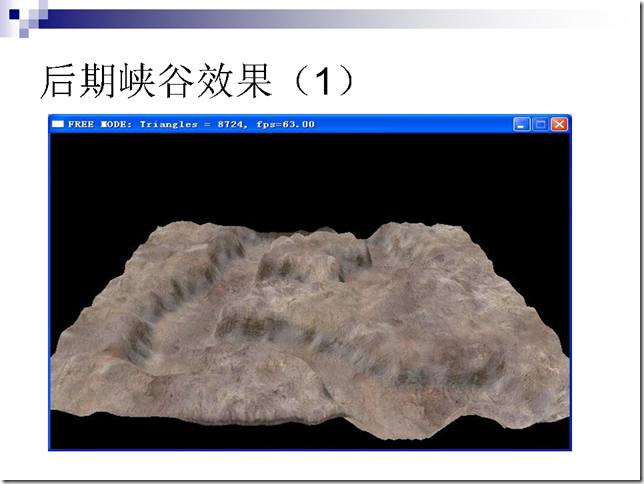 后期峡谷效果（1）
FREE MODE: Triangles = 8724, fps=63.00